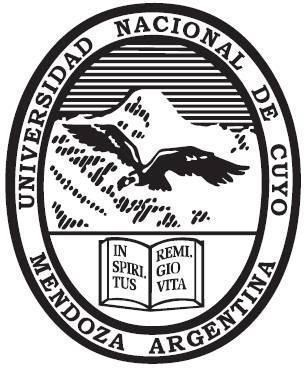 UNIVERSIDAD NACIONAL DE CUYO
IN
SPIRI.
TUS
REMI.
GIO
VITA
MENDOZA ARGENTINA